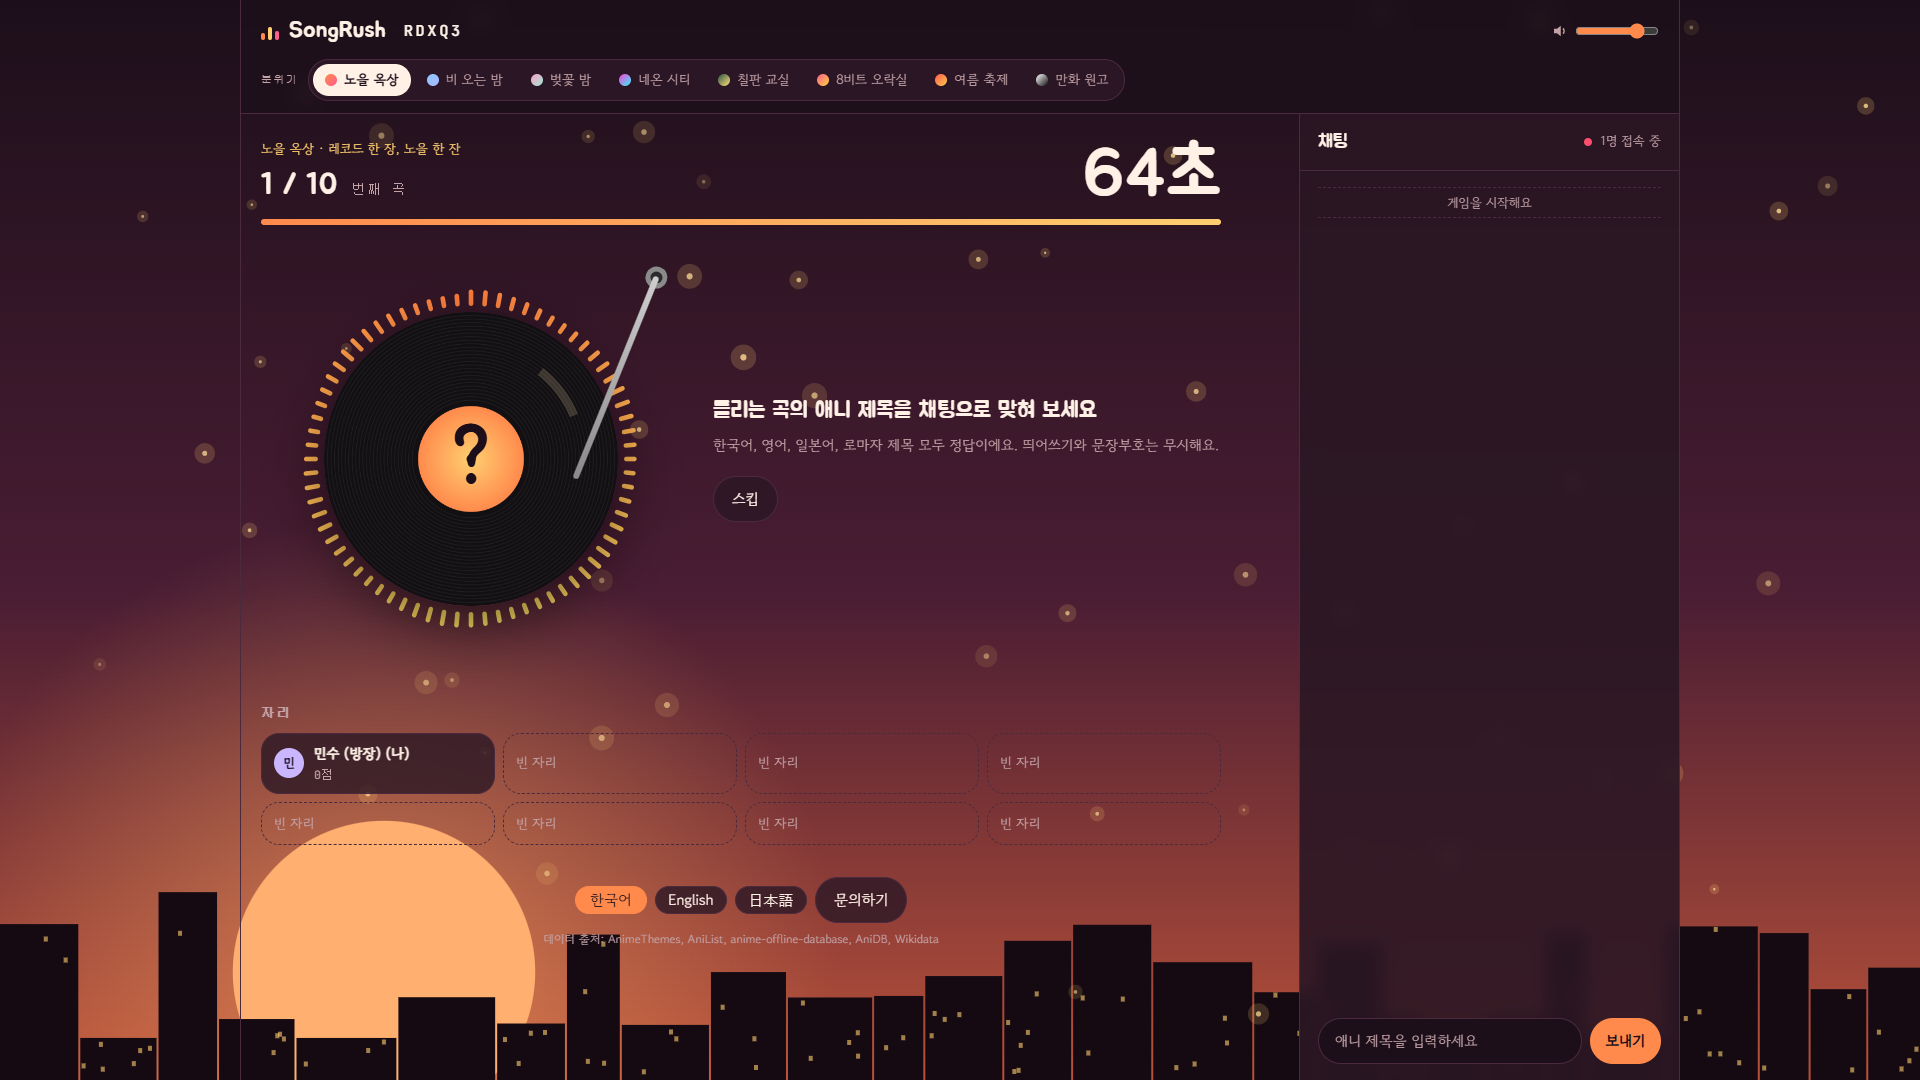 SongRush RDXQ3
분위기 노을 옥상 비 오는 밤 벚꽃 밤 네온 시티 칠판 교실 8비트 오락실 여름 축제 만화 원고
노을 옥상 · 레코드 한 장, 노을 한 잔
1 / 10 번째 곡
64초
?
들리는 곡의 애니 제목을 채팅으로 맞혀 보세요
한국어, 영어, 일본어, 로마자 제목 모두 정답이에요. 띄어쓰기와 문장부호는 무시해요.
스킵
자리
민
민수 (방장) (나)
0점
빈 자리
빈 자리
빈 자리
빈 자리
빈 자리
빈 자리
빈 자리
한국어 English 日本語 문의하기
데이터 출처: AnimeThemes, AniList, anime-offline-database, AniDB, Wikidata
채팅
1명 접속 중
게임을 시작해요
애니 제목을 입력하세요
보내기